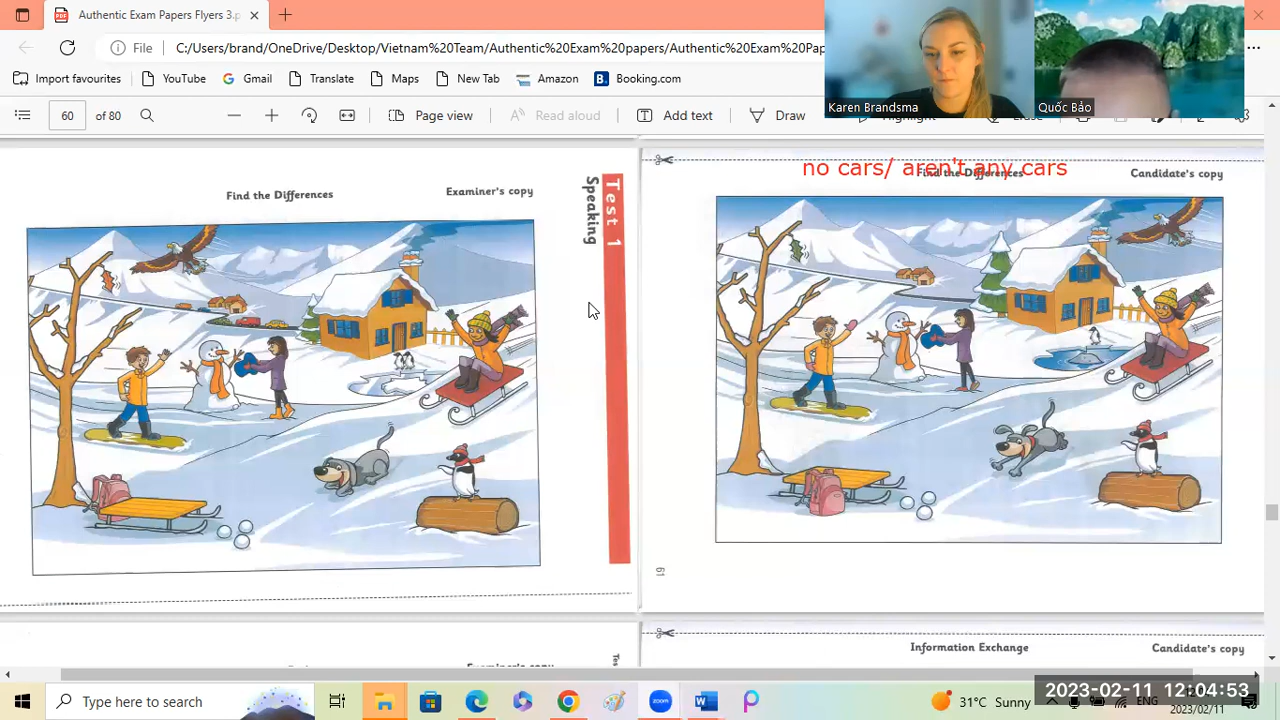 Authentic Exam Papers Flyers 3.p
File
C:/Users/brand/OneDrive/Desktop/Vietnam%20Team/Authentic%20Exam%20papers/Authentic%20Exam%20Pap
Import favourites
YouTube
Gmail
Translate
Maps
New Tab
Amazon
Booking.com
Karen Brandsma
Quốc Bảo
60 of 80
Page view
Read aloud
Add text
Draw
no cars/ aren't any cars
Find the Differences
Examiner's copy
Test 1
Speaking
Find the Differences
Candidate's copy
61
Information Exchange
Candidate's copy
Examiner's copy
Type here to search
31°C Sunny
ENG
2023-02-11 12:04:53
2023/02/11